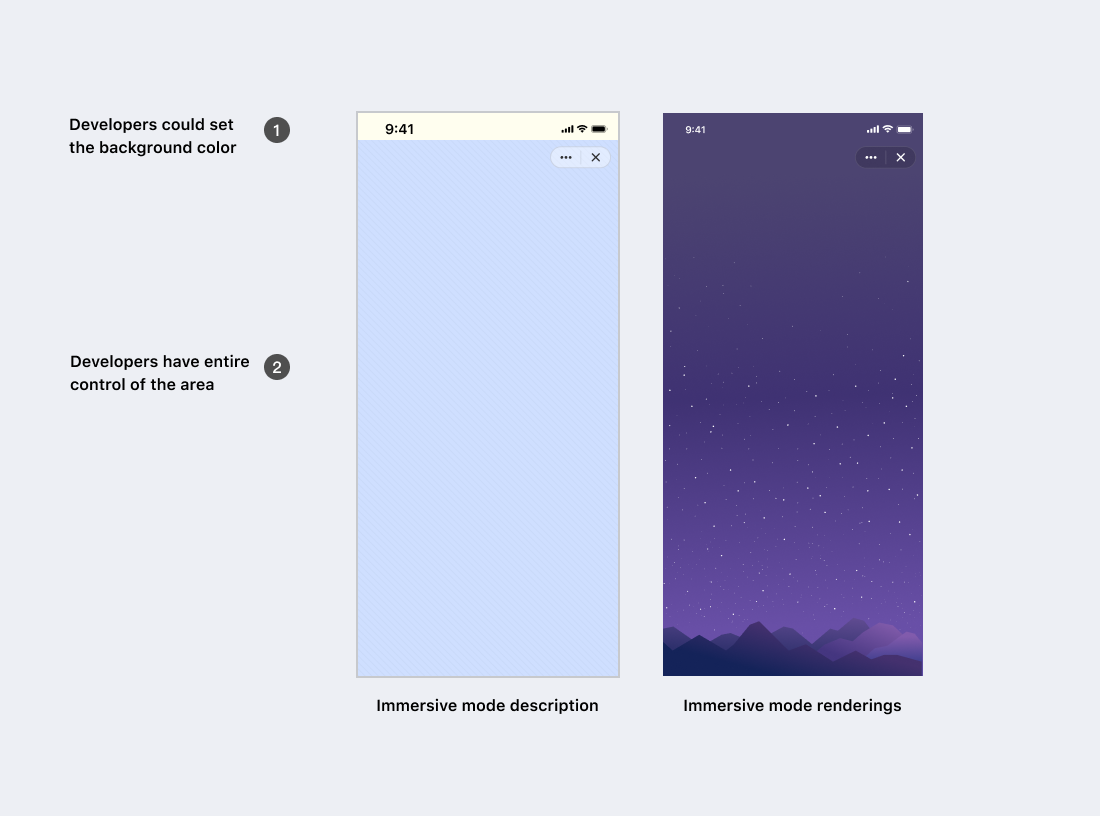 Developers could set
the background color
1
9:41
9:41
Developers have entire
control of the area
2
Immersive mode description
Immersive mode renderings